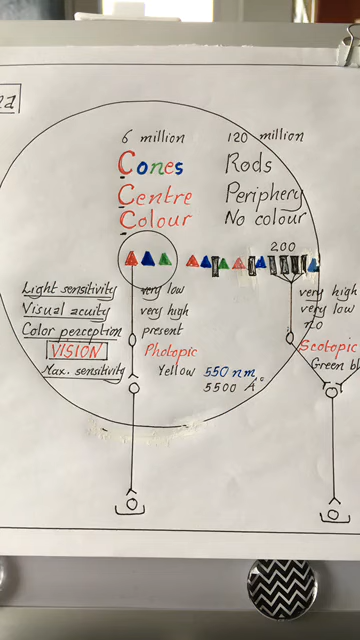 6 million 120 million
Cones Rods
Centre Periphery
Colour No colour
200
Light sensitivity very low very high
Visual acuity very high very low
Color perception present no
VISION Photopic Scotopic
Max. sensitivity Yellow 550 nm Green bl
5500 A°